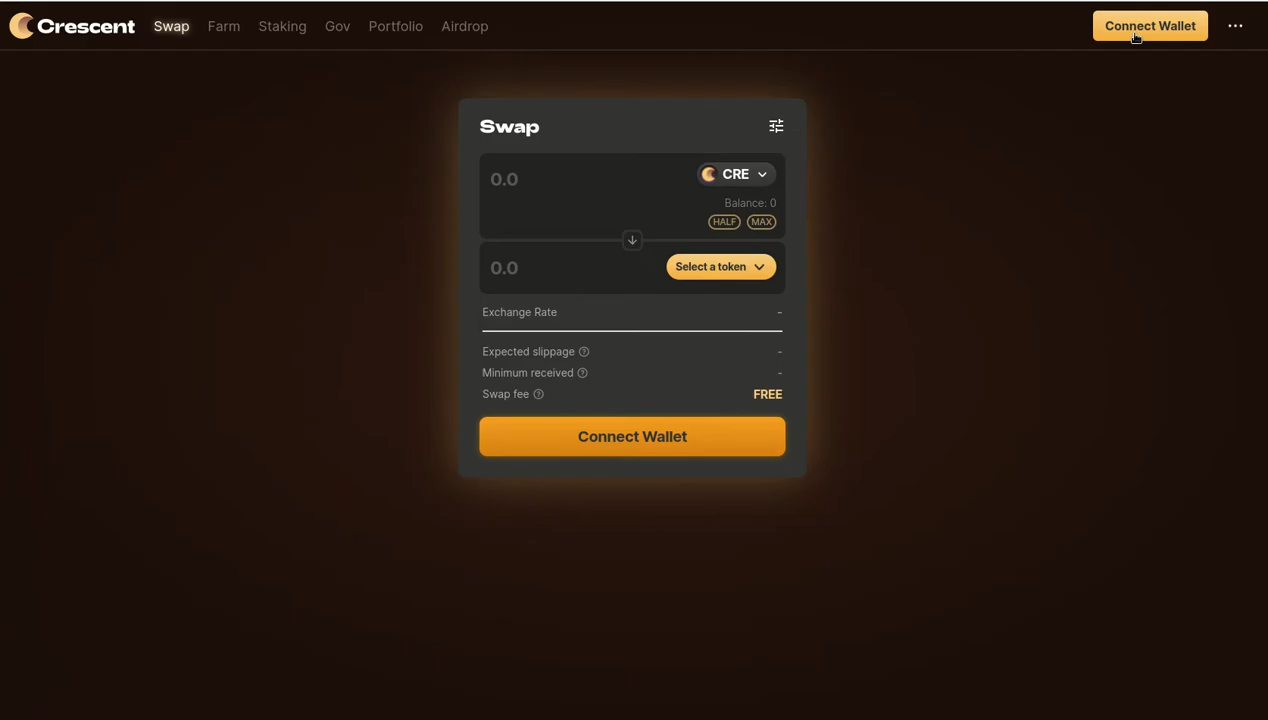 Crescent Swap Farm Staking Gov Portfolio Airdrop Connect Wallet
Swap
0.0 CRE
Balance: 0
HALF MAX
0.0 Select a token
Exchange Rate -
Expected slippage -
Minimum received -
Swap fee FREE
Connect Wallet